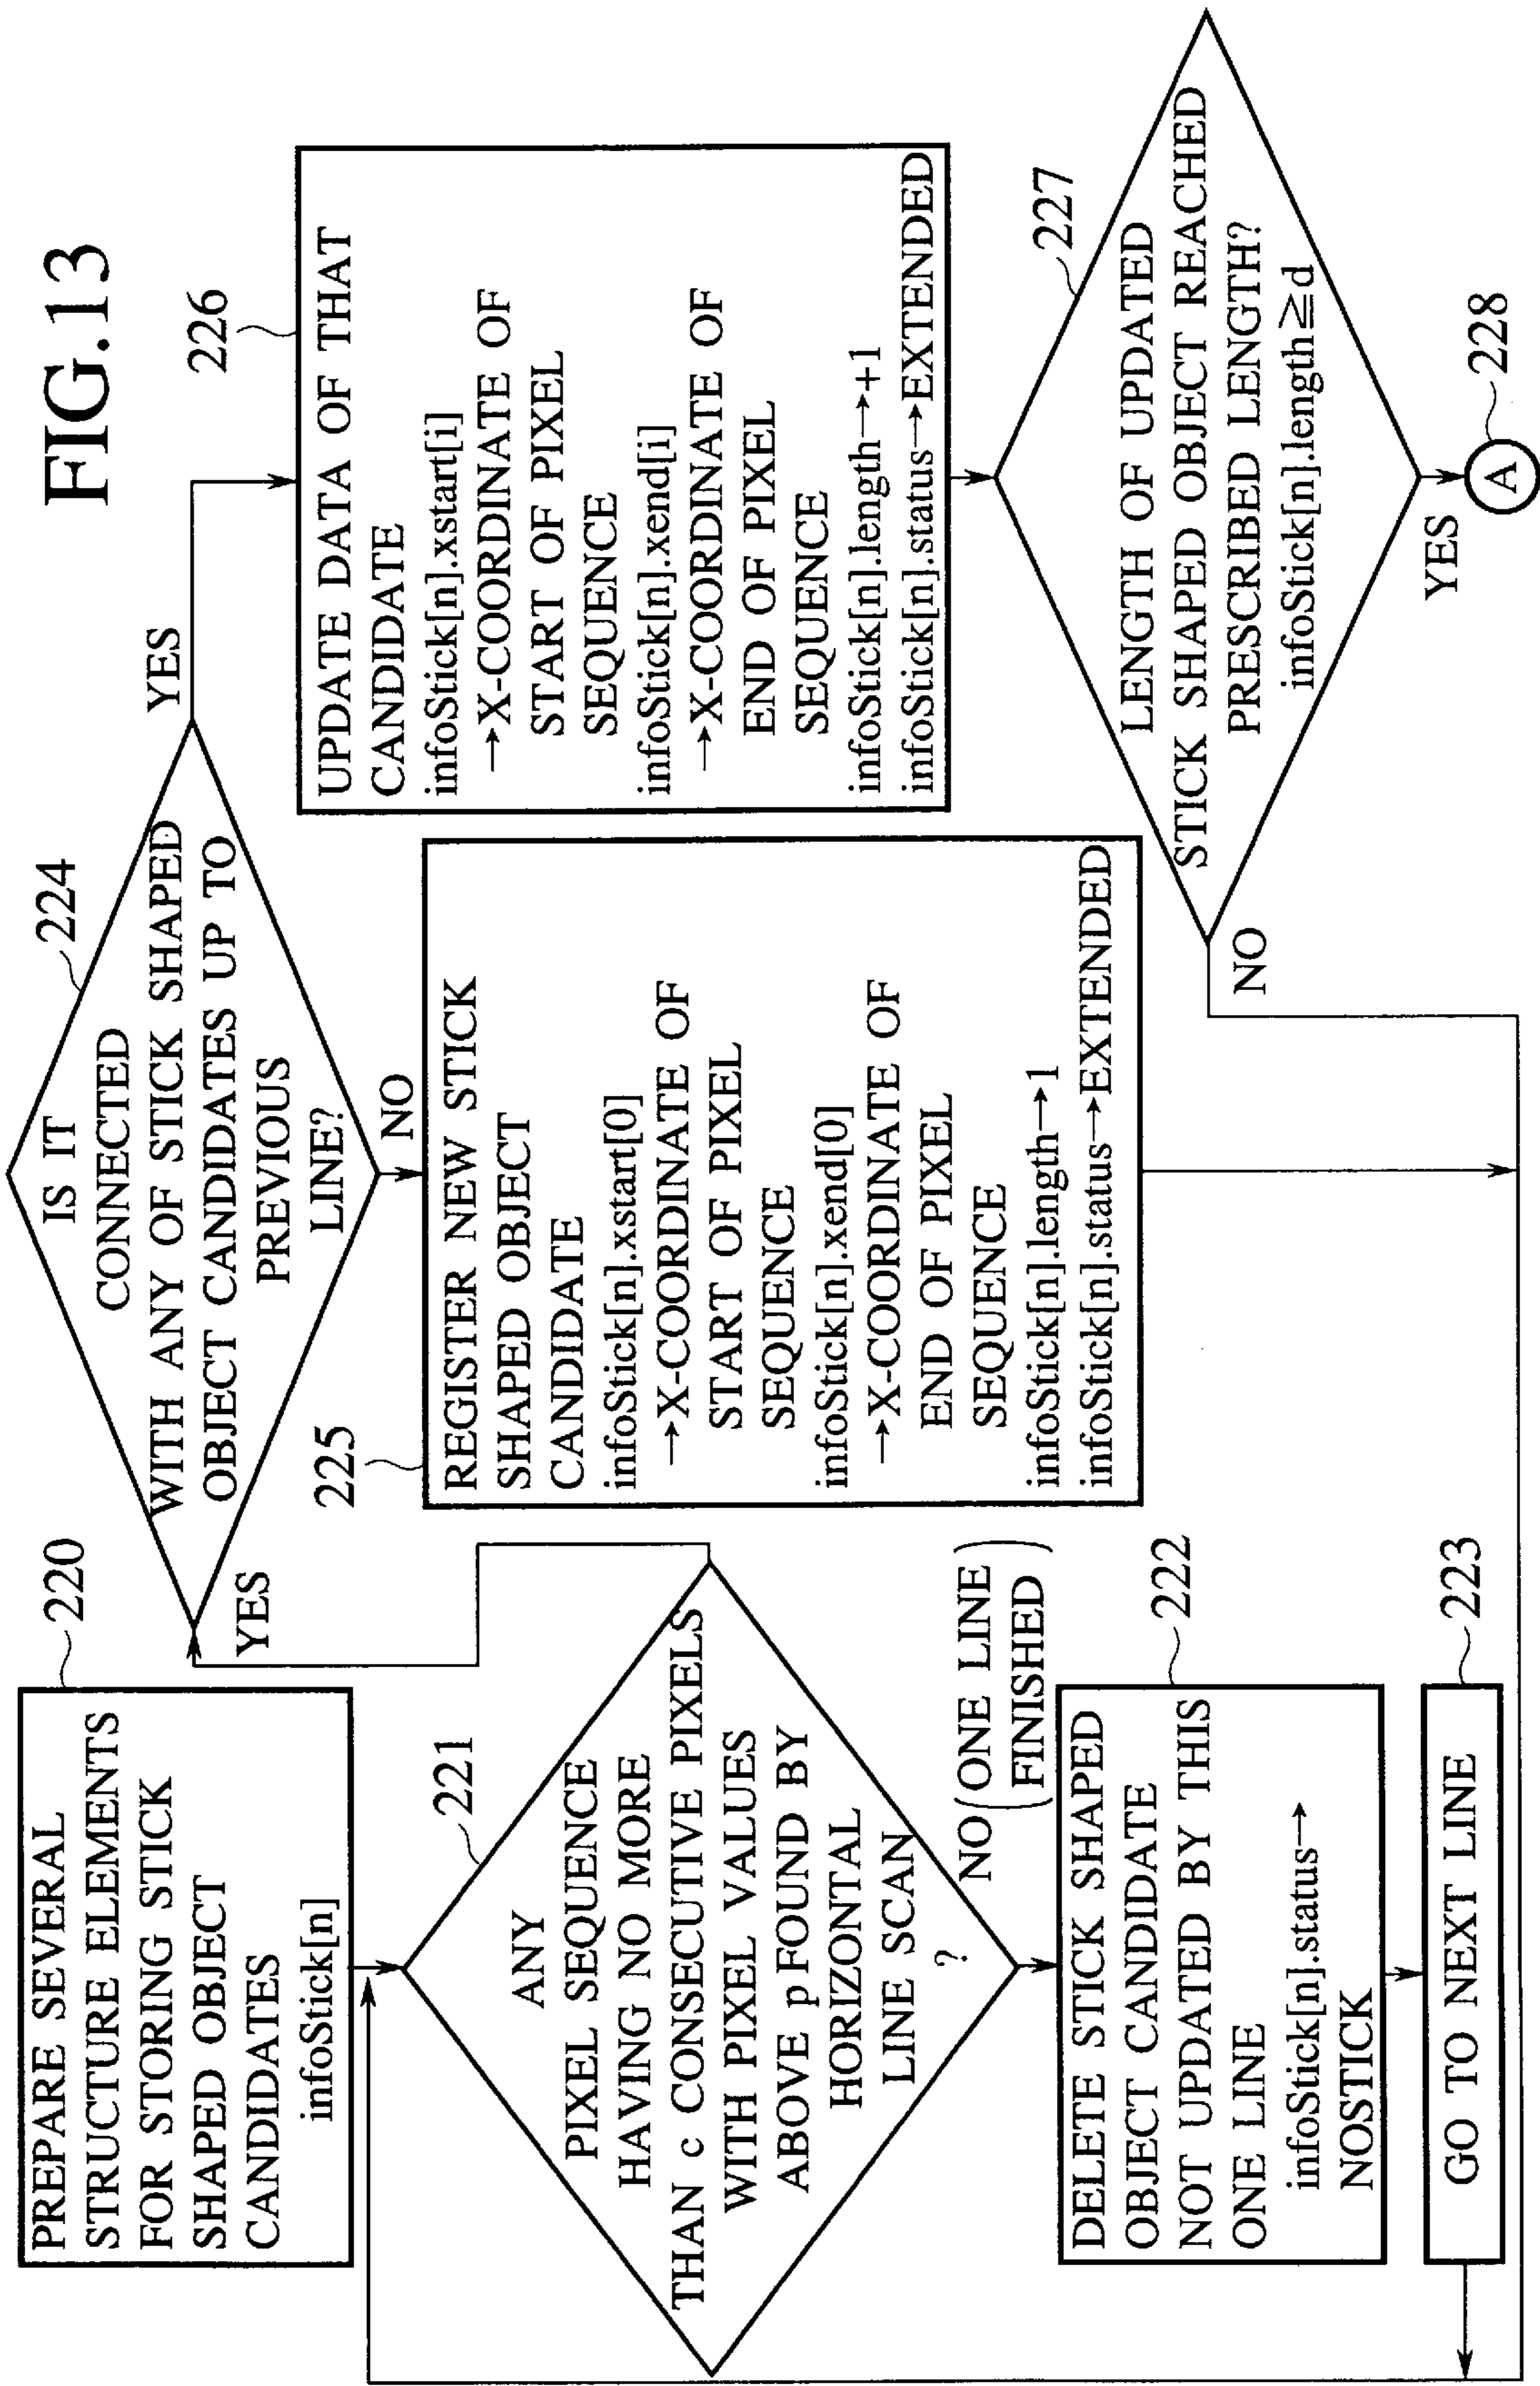 FIG.13
220
PREPARE SEVERAL
STRUCTURE ELEMENTS
FOR STORING STICK
SHAPED OBJECT
CANDIDATES
infoStick[n]
221
ANY
PIXEL SEQUENCE
HAVING NO MORE
THAN c CONSECUTIVE PIXELS
WITH PIXEL VALUES
ABOVE p FOUND BY
HORIZONTAL
LINE SCAN
?
YES
NO (ONE LINE
FINISHED)
222
DELETE STICK SHAPED
OBJECT CANDIDATE
NOT UPDATED BY THIS
ONE LINE
infoStick[n].status→
NOSTICK
223
GO TO NEXT LINE
224
IS IT
CONNECTED
WITH ANY OF STICK SHAPED
OBJECT CANDIDATES UP TO
PREVIOUS
LINE?
YES
NO
225
REGISTER NEW STICK
SHAPED OBJECT
CANDIDATE
infoStick[n].xstart[0]
→X-COORDINATE OF
START OF PIXEL
SEQUENCE
infoStick[n].xend[0]
→X-COORDINATE OF
END OF PIXEL
SEQUENCE
infoStick[n].length→1
infoStick[n].status→EXTENDED
226
UPDATE DATA OF THAT
CANDIDATE
infoStick[n].xstart[i]
→X-COORDINATE OF
START OF PIXEL
SEQUENCE
infoStick[n].xend[i]
→X-COORDINATE OF
END OF PIXEL
SEQUENCE
infoStick[n].length→+1
infoStick[n].status→EXTENDED
227
LENGTH OF UPDATED
STICK SHAPED OBJECT REACHED
PRESCRIBED LENGTH?
infoStick[n].length≧d
NO
YES
228
A